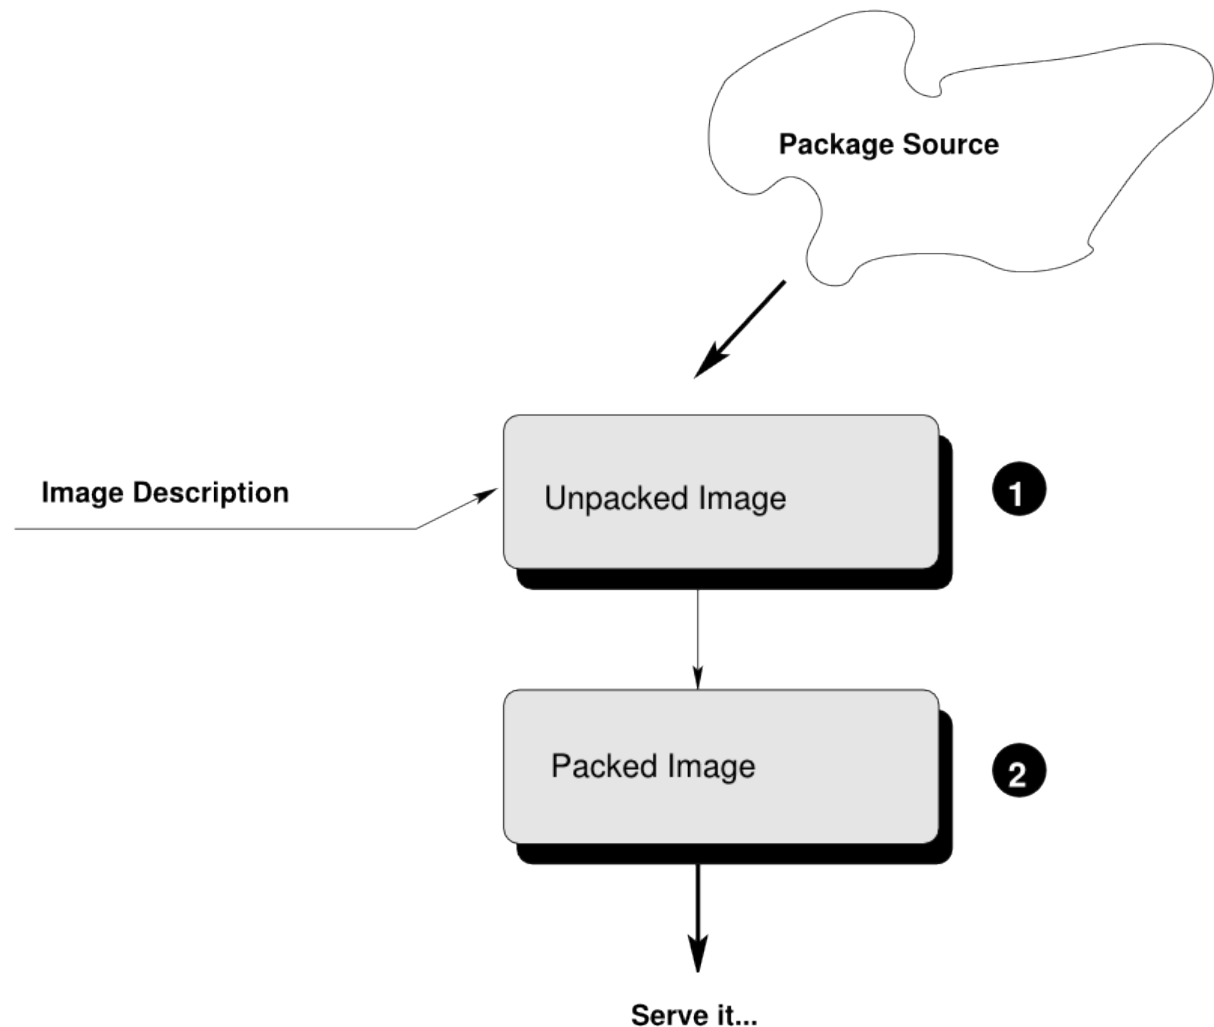 Package Source
Image Description
Unpacked Image
1
Packed Image
2
Serve it...